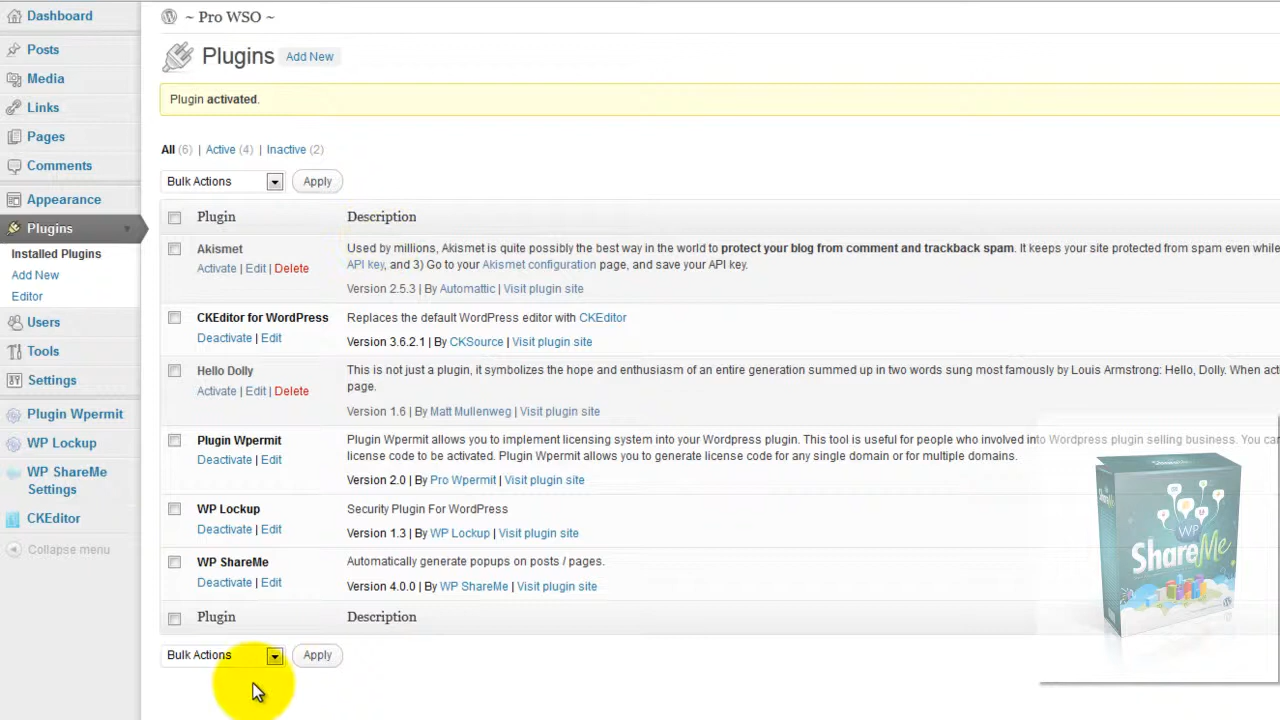 Dashboard
Posts
Media
Links
Pages
Comments
Appearance
Plugins
Installed Plugins
Add New
Editor
Users
Tools
Settings
Plugin Wpermit
WP Lockup
WP ShareMe
Settings
CKEditor
Collapse menu
~ Pro WSO ~
Plugins Add New
Plugin activated.
All (6) | Active (4) | Inactive (2)
Bulk Actions Apply
Plugin Description
Akismet Used by millions, Akismet is quite possibly the best way in the world to protect your blog from comment and trackback spam. It keeps your site protected from spam even while
Activate | Edit | Delete API key, and 3) Go to your Akismet configuration page, and save your API key.
Version 2.5.3 | By Automattic | Visit plugin site
CKEditor for WordPress Replaces the default WordPress editor with CKEditor
Deactivate | Edit Version 3.6.2.1 | By CKSource | Visit plugin site
Hello Dolly This is not just a plugin, it symbolizes the hope and enthusiasm of an entire generation summed up in two words sung most famously by Louis Armstrong: Hello, Dolly. When acti
Activate | Edit | Delete page.
Version 1.6 | By Matt Mullenweg | Visit plugin site
Plugin Wpermit Plugin Wpermit allows you to implement licensing system into your Wordpress plugin. This tool is useful for people who involved into Wordpress plugin selling business. You can
Deactivate | Edit license code to be activated. Plugin Wpermit allows you to generate license code for any single domain or for multiple domains.
Version 2.0 | By Pro Wpermit | Visit plugin site
WP Lockup Security Plugin For WordPress
Deactivate | Edit Version 1.3 | By WP Lockup | Visit plugin site
WP ShareMe Automatically generate popups on posts / pages.
Deactivate | Edit Version 4.0.0 | By WP ShareMe | Visit plugin site
Plugin Description
Bulk Actions Apply
WP
ShareMe